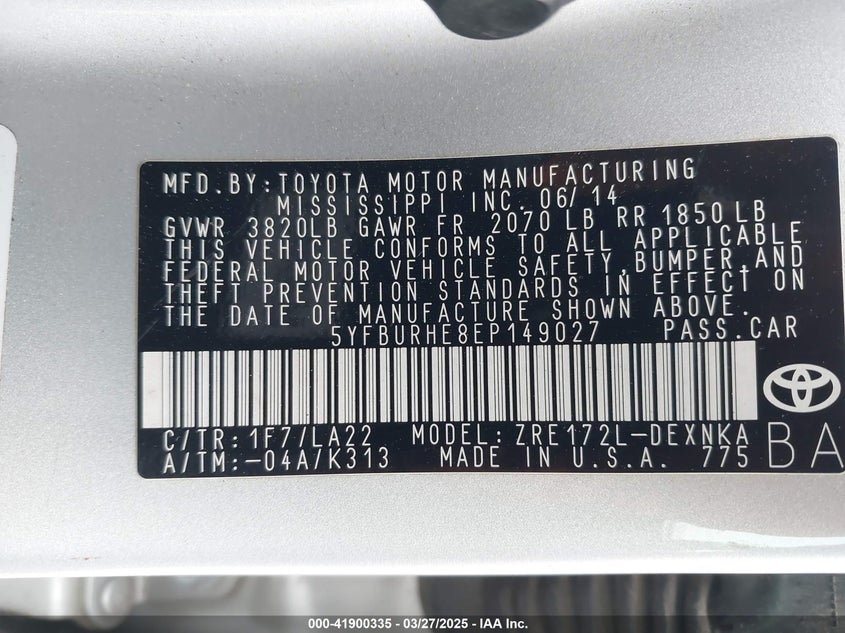 MFD.BY:TOYOTA MOTOR MANUFACTURING
MISSISSIPPI INC. 06/14
GVWR 3820LB GAWR FR 2070 LB RR 1850LB
THIS VEHICLE CONFORMS TO ALL APPLICABLE
FEDERAL MOTOR VEHICLE SAFETY,BUMPER,AND
THEFT PREVENTION STANDARDS IN EFFECT ON
THE DATE OF MANUFACTURE SHOWN ABOVE.
5YFBURHE8EP149027 PASS.CAR
C/TR:1F7/LA22 MODEL:ZRE172L-DEXNKA
A/TM:-04A/K313 MADE IN U.S.A. 775
BA
000-41900335 - 03/27/2025 - IAA Inc.